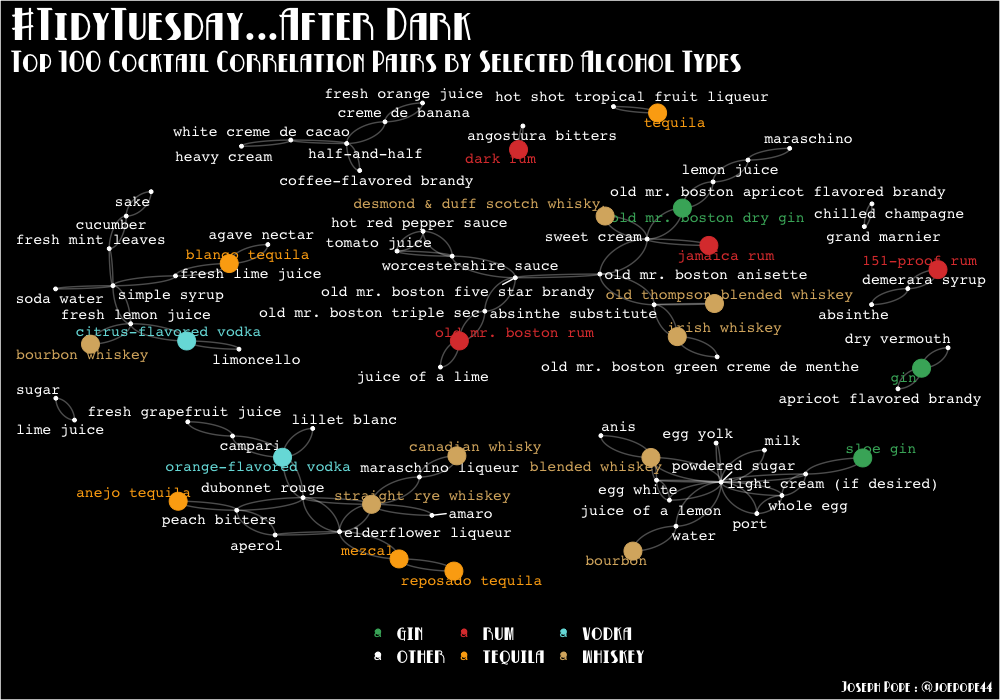 #TidyTuesday...After Dark
Top 100 Cocktail Correlation Pairs by Selected Alcohol Types
fresh orange juice
hot shot tropical fruit liqueur
creme de banana
tequila
white creme de cacao
angostura bitters
maraschino
heavy cream
half-and-half
dark rum
lemon juice
coffee-flavored brandy
old mr. boston apricot flavored brandy
sake
desmond & duff scotch whisky
old mr. boston dry gin
chilled champagne
cucumber
hot red pepper sauce
fresh mint leaves
agave nectar
tomato juice
sweet cream
grand marnier
blanco tequila
jamaica rum
151-proof rum
worcestershire sauce
fresh lime juice
old mr. boston anisette
demerara syrup
soda water
simple syrup
old mr. boston five star brandy
old thompson blended whiskey
fresh lemon juice
old mr. boston triple sec
absinthe substitute
absinthe
citrus-flavored vodka
old mr. boston rum
irish whiskey
dry vermouth
bourbon whiskey
limoncello
old mr. boston green creme de menthe
juice of a lime
gin
sugar
apricot flavored brandy
fresh grapefruit juice
lillet blanc
lime juice
anis
egg yolk
milk
campari
canadian whisky
sloe gin
orange-flavored vodka
maraschino liqueur
blended whiskey
powdered sugar
anejo tequila
dubonnet rouge
straight rye whiskey
egg white
light cream (if desired)
peach bitters
amaro
juice of a lemon
whole egg
port
aperol
elderflower liqueur
water
mezcal
bourbon
reposado tequila
a GIN a RUM a VODKA
a OTHER a TEQUILA a WHISKEY
Joseph Pope : @joepope44